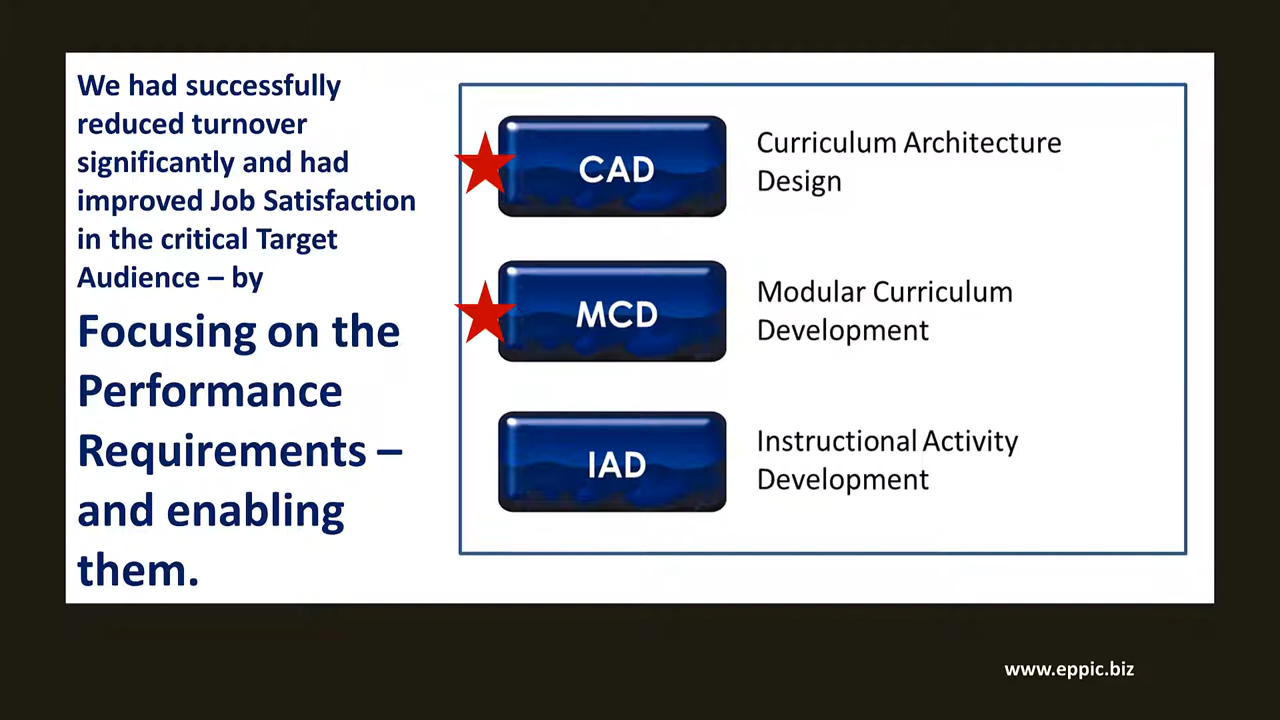 We had successfully
reduced turnover
significantly and had
improved Job Satisfaction
in the critical Target
Audience – by
Focusing on the
Performance
Requirements –
and enabling
them.
CAD
Curriculum Architecture
Design
MCD
Modular Curriculum
Development
IAD
Instructional Activity
Development
www.eppic.biz